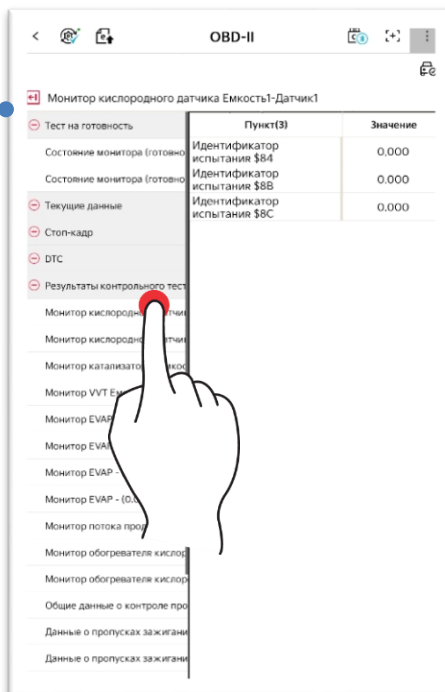 OBD-II
Монитор кислородного датчика Емкость1-Датчик1
Тест на готовность
Состояние монитора (готовно
Состояние монитора (готовно
Текущие данные
Стоп-кадр
DTC
Результаты контрольного тест
Монитор кислородн
Монитор кислородно
Монитор катализато
Монитор VVT Ем
Монитор EVAP
Монитор EVA
Монитор EVAP -
Монитор EVAP - (0.
Монитор потока прод
Монитор обогревателя кислор
Монитор обогревателя кислор
Общие данные о контроле про
Данные о пропусках зажигани
Данные о пропусках зажигани
Пункт(3) Значение
Идентификатор
испытания $84 0,000
Идентификатор
испытания $8B 0,000
Идентификатор
испытания $8C 0,000